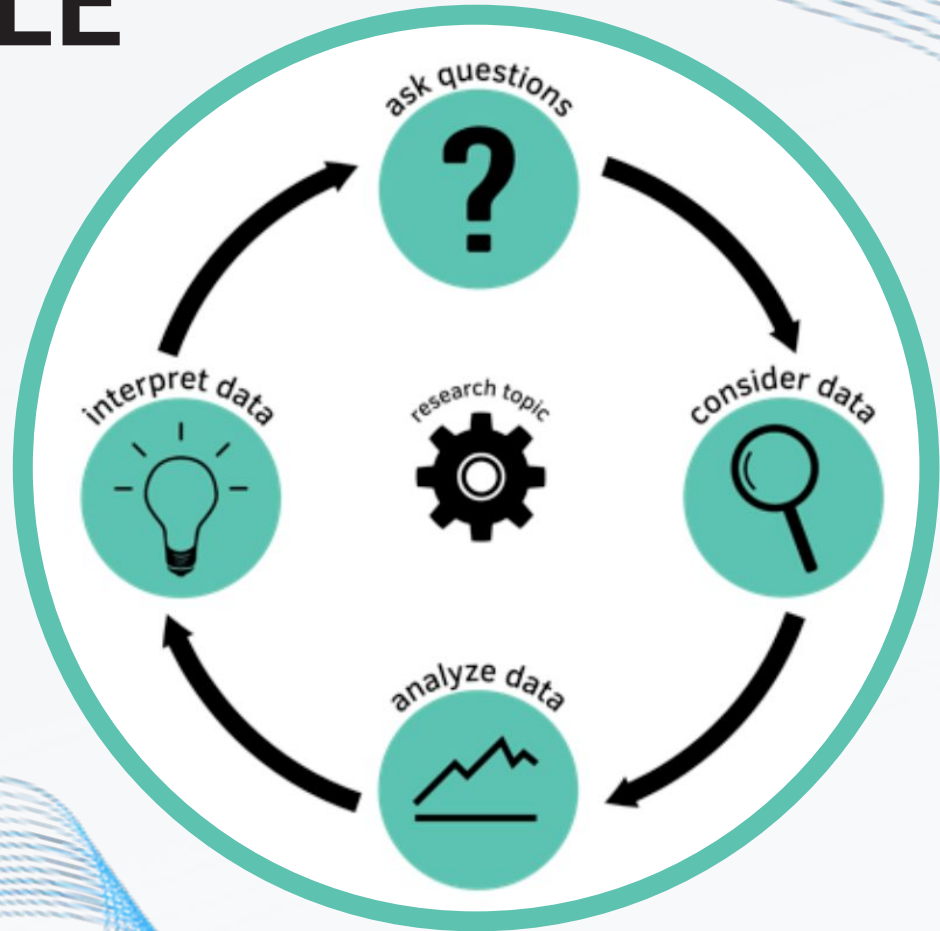 LE
ask questions
consider data
analyze data
interpret data
research topic